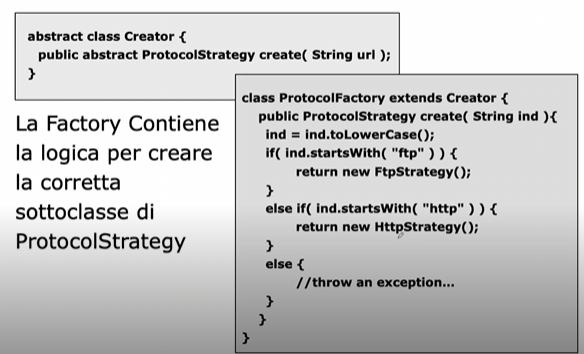 abstract class Creator {
public abstract ProtocolStrategy create( String url );
}
La Factory Contiene
la logica per creare
la corretta
sottoclasse di
ProtocolStrategy
class ProtocolFactory extends Creator {
public ProtocolStrategy create( String ind ){
ind = ind.toLowerCase();
if( ind.startsWith( "ftp" ) ) {
return new FtpStrategy();
}
else if( ind.startsWith( "http" ) ) {
return new HttpStrategy();
}
else {
//throw an exception...
}
}
}